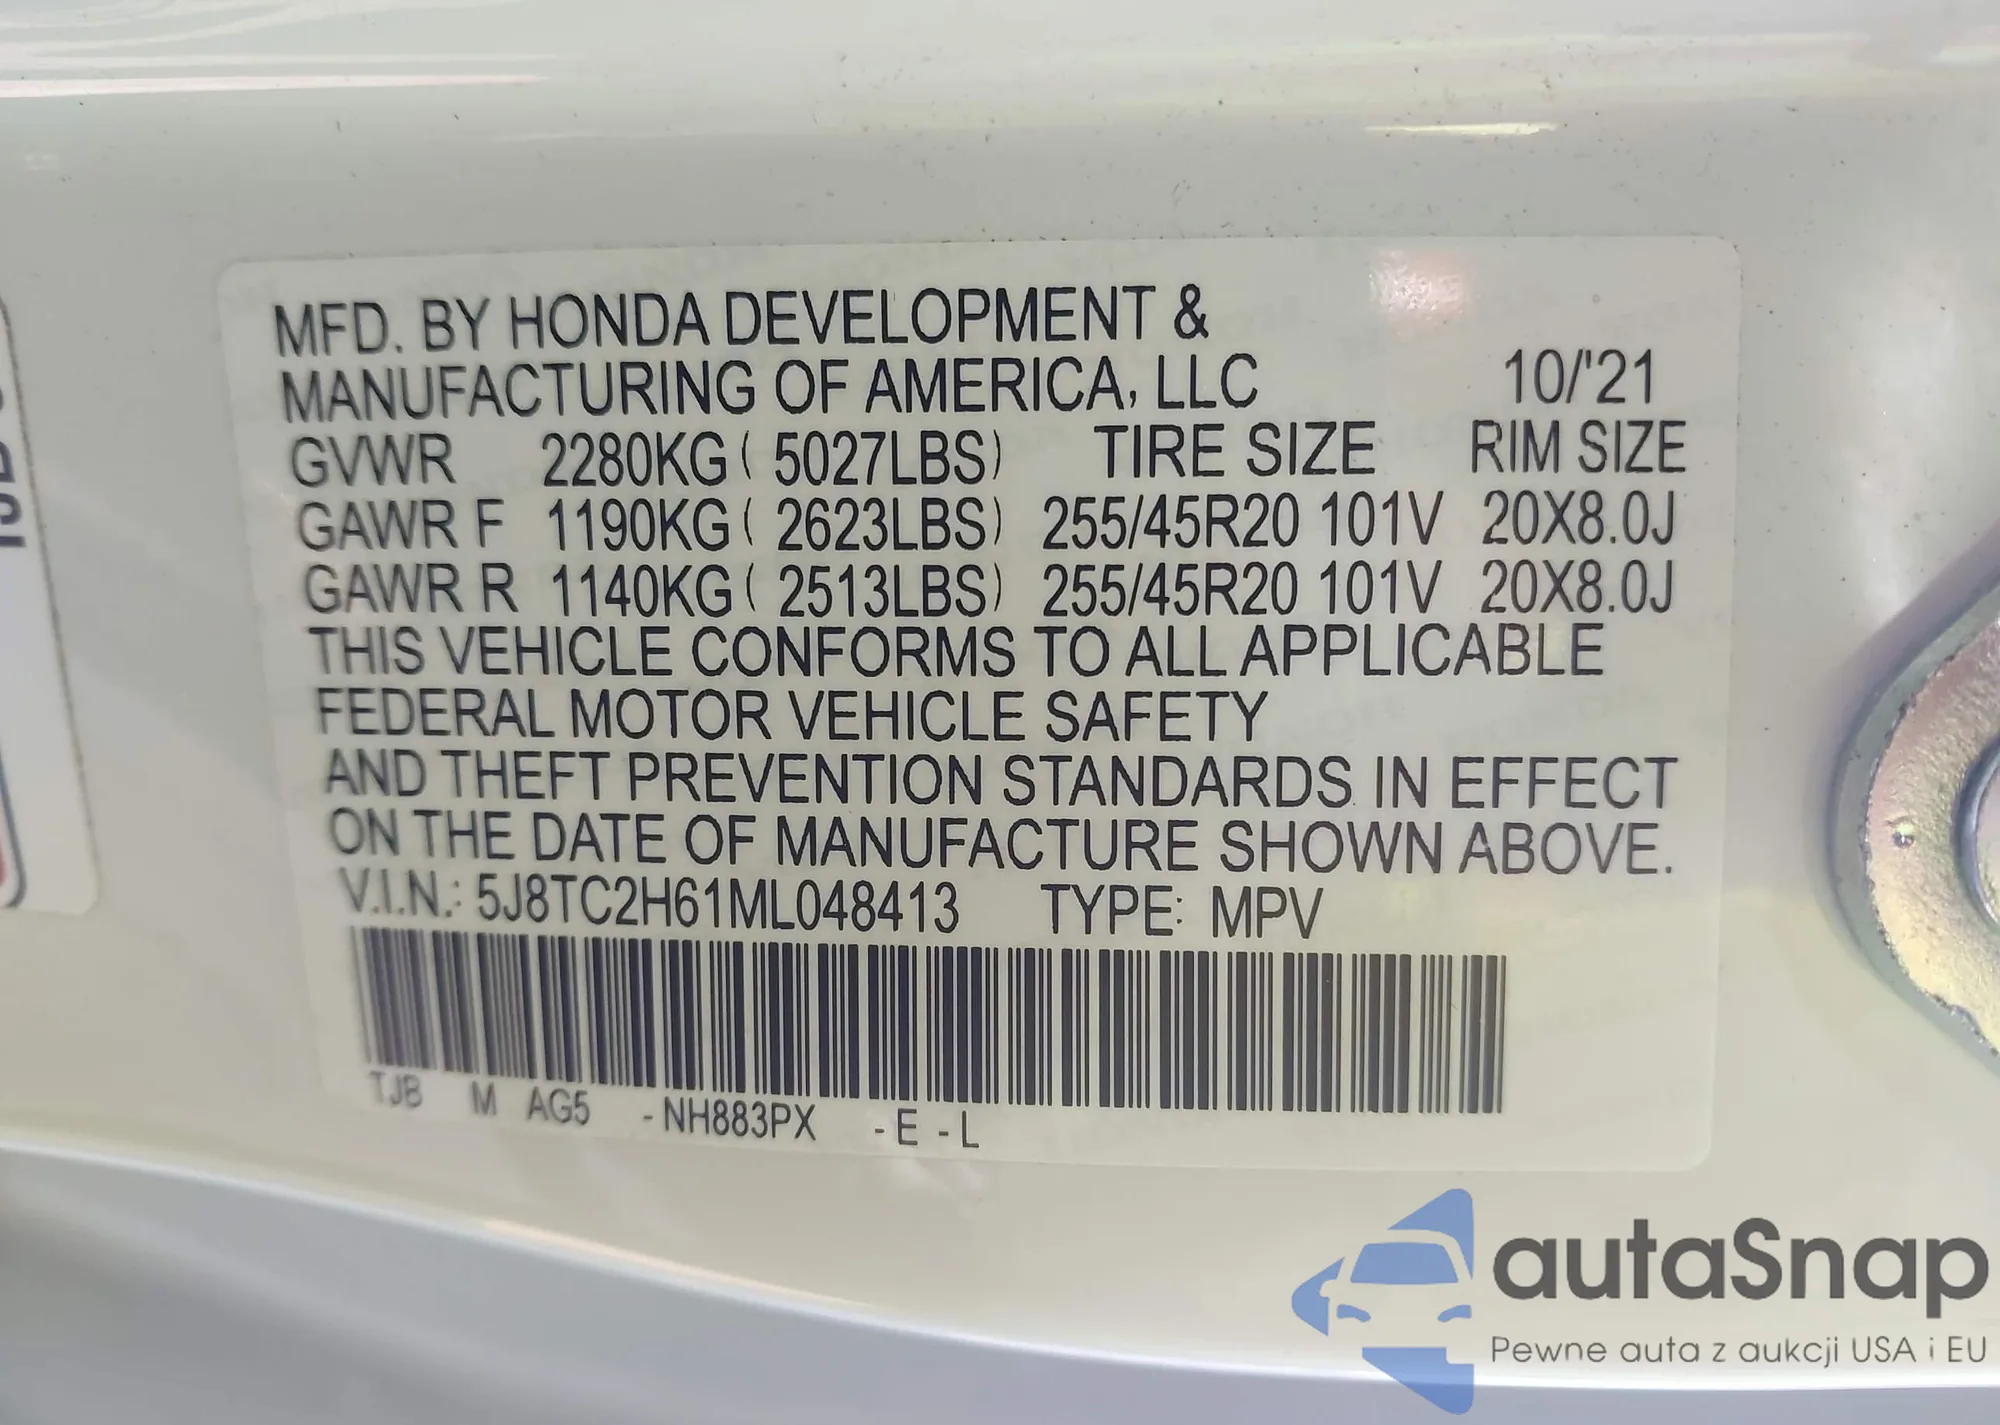 MFD. BY HONDA DEVELOPMENT &
MANUFACTURING OF AMERICA, LLC 10/'21
GVWR 2280KG ( 5027LBS) TIRE SIZE RIM SIZE
GAWR F 1190KG ( 2623LBS) 255/45R20 101V 20X8.0J
GAWR R 1140KG ( 2513LBS) 255/45R20 101V 20X8.0J
THIS VEHICLE CONFORMS TO ALL APPLICABLE
FEDERAL MOTOR VEHICLE SAFETY
AND THEFT PREVENTION STANDARDS IN EFFECT
ON THE DATE OF MANUFACTURE SHOWN ABOVE.
V.I.N.: 5J8TC2H61ML048413 TYPE: MPV
TJB M AG5 -NH883PX -E -L
autaSnap
Pewne auta z aukcji USA i EU